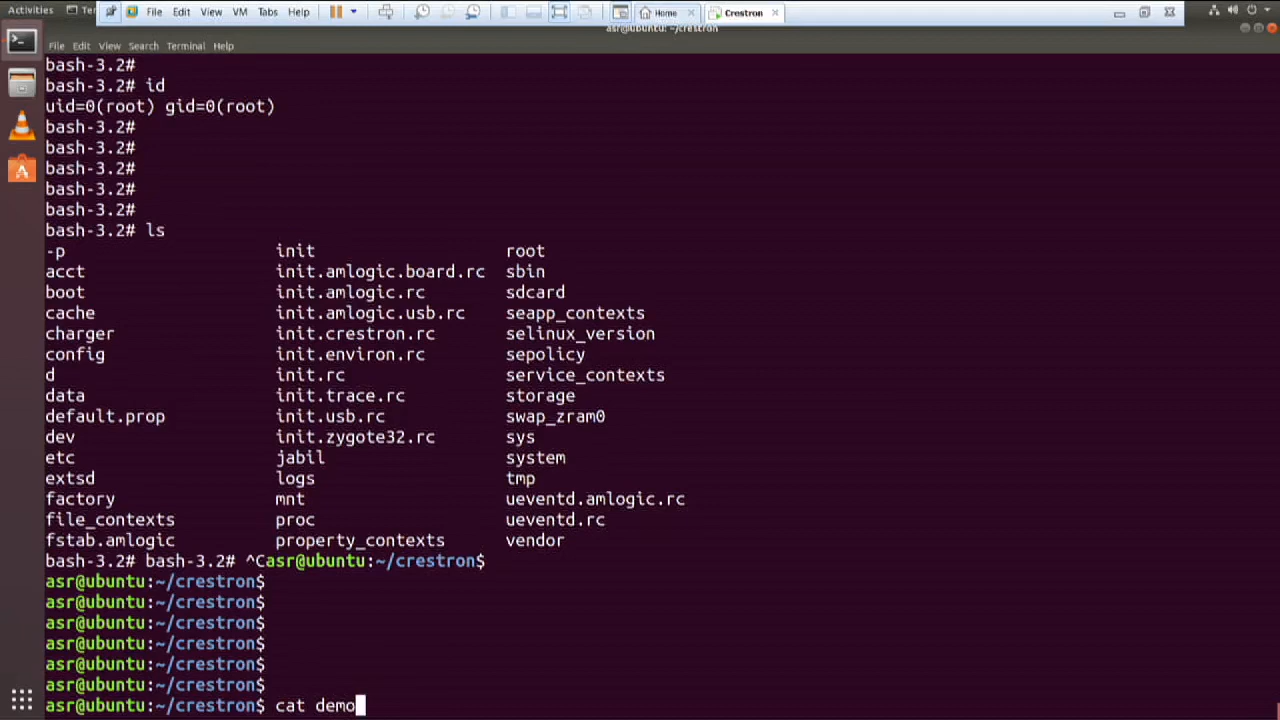 Activities
Ter
File Edit View VM Tabs Help
Home
Crestron
asr@ubuntu: ~/crestron
File Edit View Search Terminal Help
bash-3.2#
bash-3.2# id
uid=0(root) gid=0(root)
bash-3.2#
bash-3.2#
bash-3.2#
bash-3.2#
bash-3.2#
bash-3.2# ls
-p init root
acct init.amlogic.board.rc sbin
boot init.amlogic.rc sdcard
cache init.amlogic.usb.rc seapp_contexts
charger init.crestron.rc selinux_version
config init.environ.rc sepolicy
d init.rc service_contexts
data init.trace.rc storage
default.prop init.usb.rc swap_zram0
dev init.zygote32.rc sys
etc jabil system
extsd logs tmp
factory mnt ueventd.amlogic.rc
file_contexts proc ueventd.rc
fstab.amlogic property_contexts vendor
bash-3.2# bash-3.2# ^Casr@ubuntu:~/crestron$
asr@ubuntu:~/crestron$
asr@ubuntu:~/crestron$
asr@ubuntu:~/crestron$
asr@ubuntu:~/crestron$
asr@ubuntu:~/crestron$
asr@ubuntu:~/crestron$
asr@ubuntu:~/crestron$ cat demo